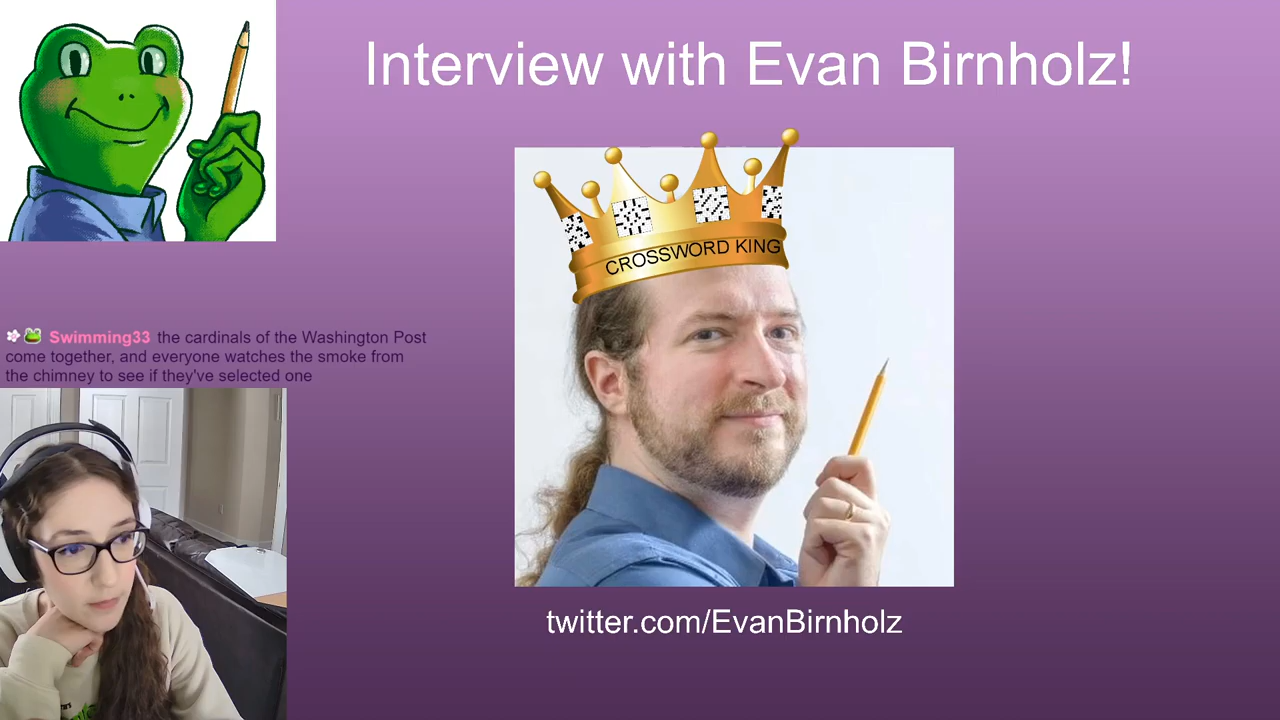 Interview with Evan Birnholz!
CROSSWORD KING
Swimming33 the cardinals of the Washington Post
come together, and everyone watches the smoke from
the chimney to see if they've selected one
twitter.com/EvanBirnholz